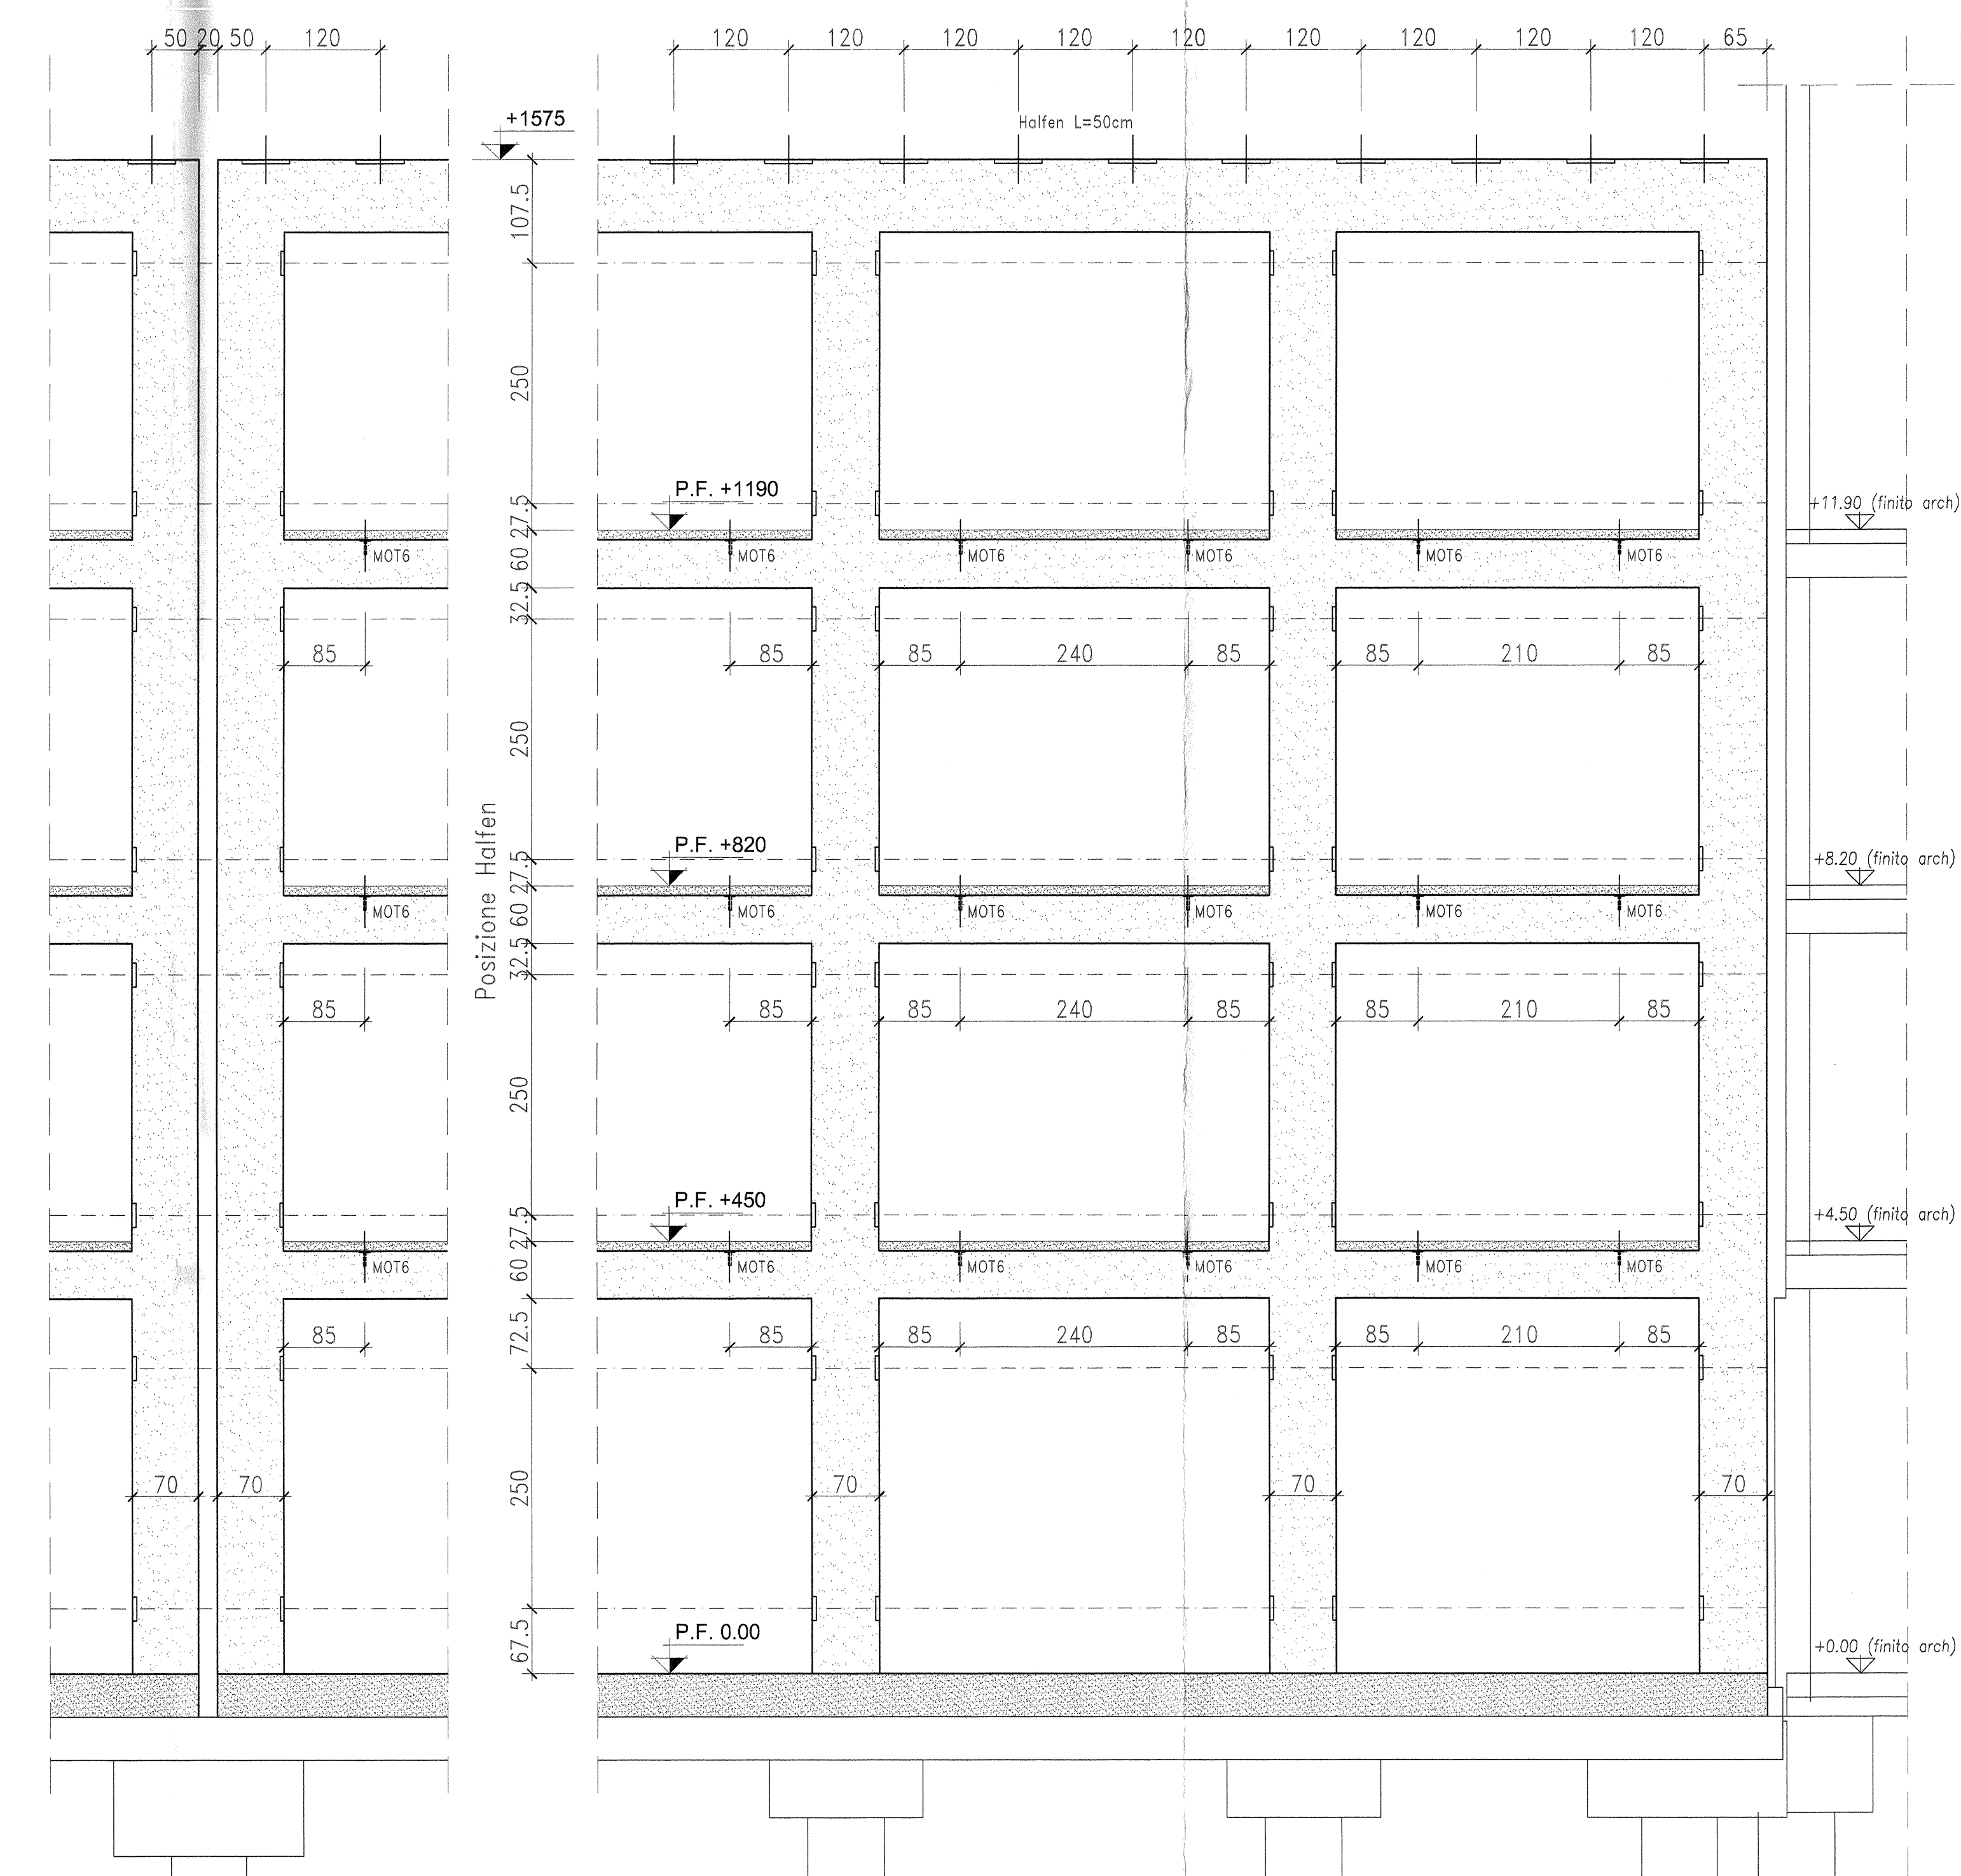 50 20 50 120 120 120 120 120 120 120 120 120 120 65
+1575
Halfen L=50cm
107.5
250
P.F. +1190
+11.90 (finito arch)
27.5
60
MOT6 MOT6 MOT6 MOT6 MOT6 MOT6
32.5
85 85 85 240 85 85 210 85
250
Posizione Halfen
P.F. +820
+8.20 (finito arch)
27.5
60
MOT6 MOT6 MOT6 MOT6 MOT6 MOT6
32.5
85 85 85 240 85 85 210 85
250
P.F. +450
+4.50 (finito arch)
27.5
60
MOT6 MOT6 MOT6 MOT6 MOT6 MOT6
72.5
85 85 85 240 85 85 210 85
250
70 70 70 70 70
67.5
P.F. 0.00
+0.00 (finito arch)